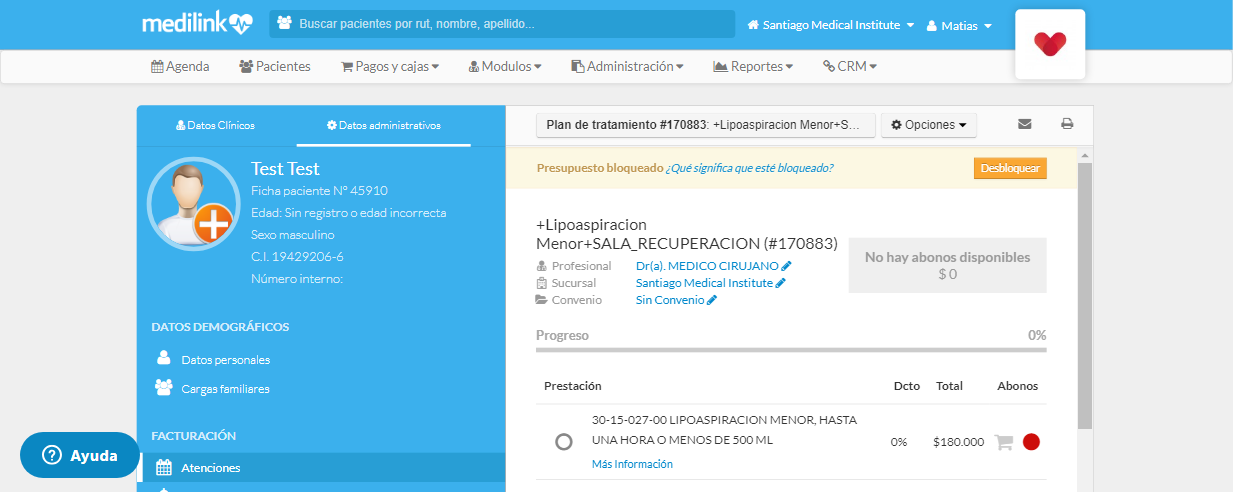 medilink
Buscar pacientes por rut, nombre, apellido...
Santiago Medical Institute
Matias
Agenda
Pacientes
Pagos y cajas
Modulos
Administración
Reportes
CRM
Datos Clínicos
Datos administrativos
Test Test
Ficha paciente N° 45910
Edad: Sin registro o edad incorrecta
Sexo masculino
C.I. 19429206-6
Número interno:
DATOS DEMOGRÁFICOS
Datos personales
Cargas familiares
FACTURACIÓN
Atenciones
Ayuda
Plan de tratamiento #170883: +Lipoaspiracion Menor+S...
Opciones
Presupuesto bloqueado ¿Qué significa que esté bloqueado?
Desbloquear
+Lipoaspiracion
Menor+SALA_RECUPERACION (#170883)
Profesional Dr(a). MEDICO CIRUJANO
Sucursal Santiago Medical Institute
Convenio Sin Convenio
No hay abonos disponibles
$ 0
Progreso 0%
Prestación Dcto Total Abonos
30-15-027-00 LIPOASPIRACION MENOR, HASTA
UNA HORA O MENOS DE 500 ML
0% $180.000
Más Información